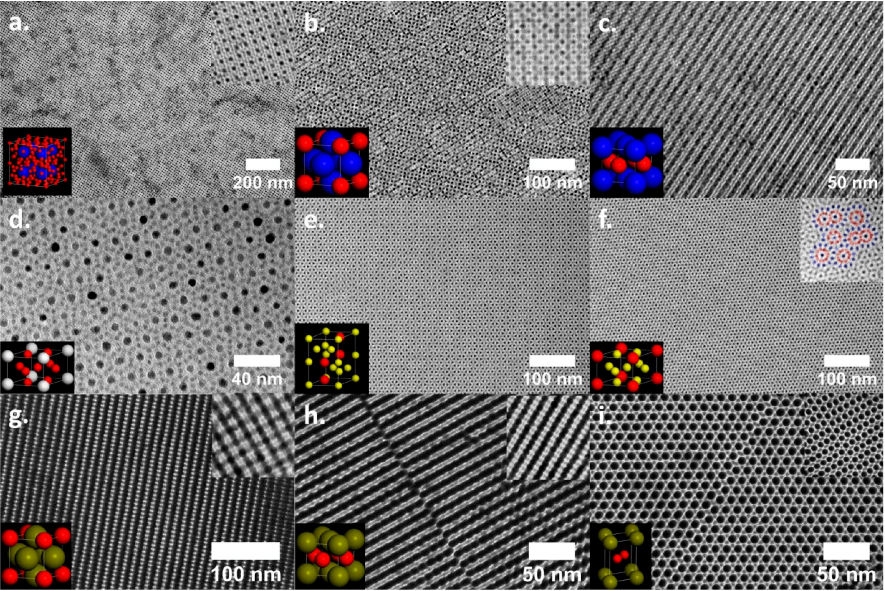 a.
b.
c.
200 nm
100 nm
50 nm
d.
e.
f.
40 nm
100 nm
100 nm
g.
h.
i.
100 nm
50 nm
50 nm